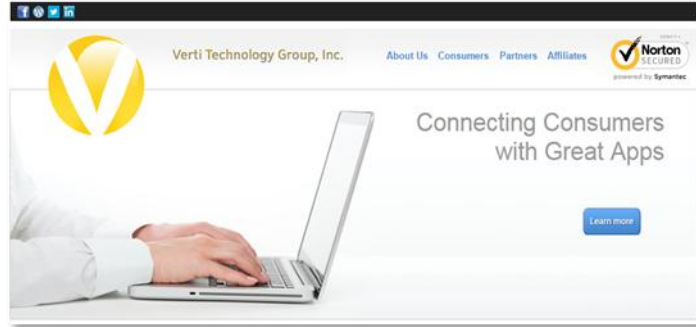 Verti Technology Group, Inc.
About Us Consumers Partners Affiliates
Norton
SECURED
powered by Symantec
Connecting Consumers
with Great Apps
Learn more